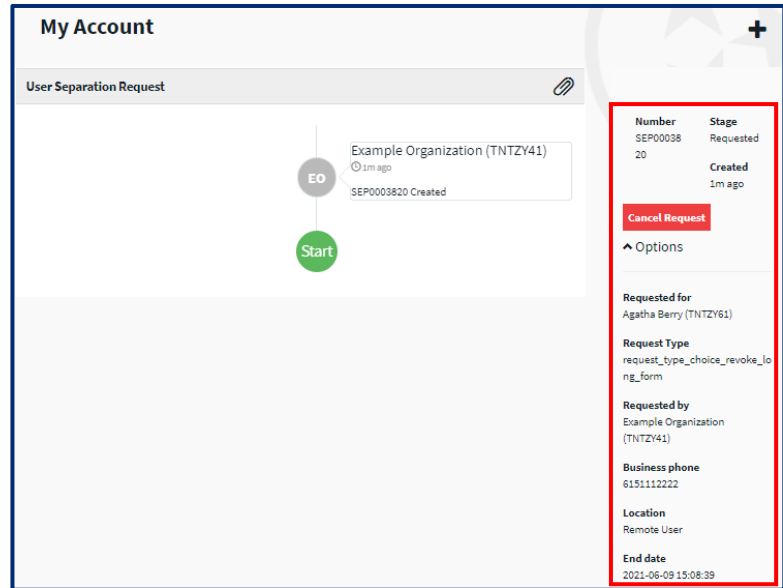 My Account
User Separation Request
Example Organization (TNTZY41)
1m ago
EO
SEP0003820 Created
Start
Number
SEP00038
20
Stage
Requested
Created
1m ago
Cancel Request
Options
Requested for
Agatha Berry (TNTZY61)
Request Type
request_type_choice_revoke_lo
ng_form
Requested by
Example Organization
(TNTZY41)
Business phone
6151112222
Location
Remote User
End date
2021-06-09 15:08:39